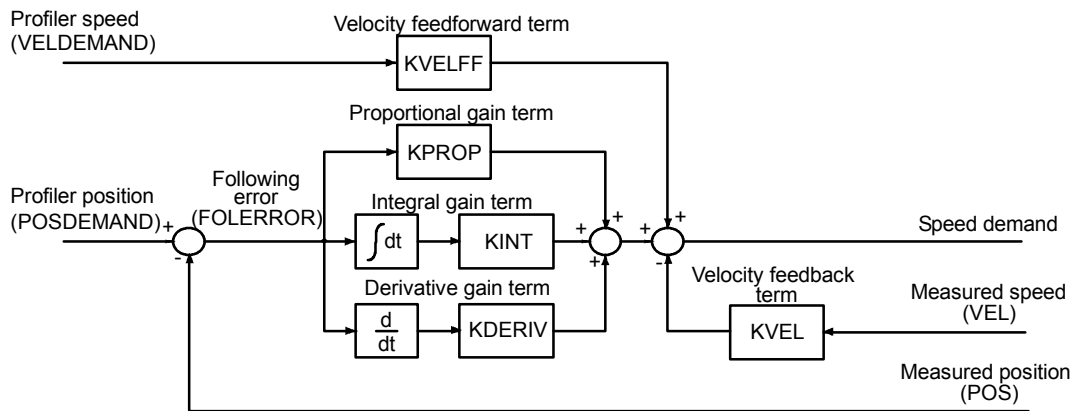 Profiler speed
(VELDEMAND)
Velocity feedforward term
KVELFF
Proportional gain term
KPROP
Profiler position
(POSDEMAND)
+
-
Following
error
(FOLERROR)
Integral gain term
∫dt
KINT
+
+
+
+
+
-
Speed demand
Derivative gain term
d
dt
KDERIV
Velocity feedback
term
KVEL
Measured speed
(VEL)
Measured position
(POS)